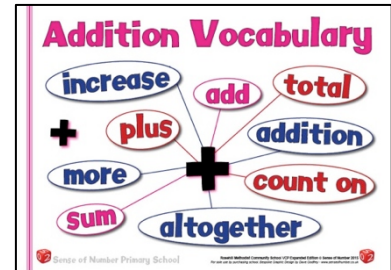 Addition Vocabulary
increase
add
total
+
plus
addition
+
more
count on
sum
altogether
Sense of Number Primary School